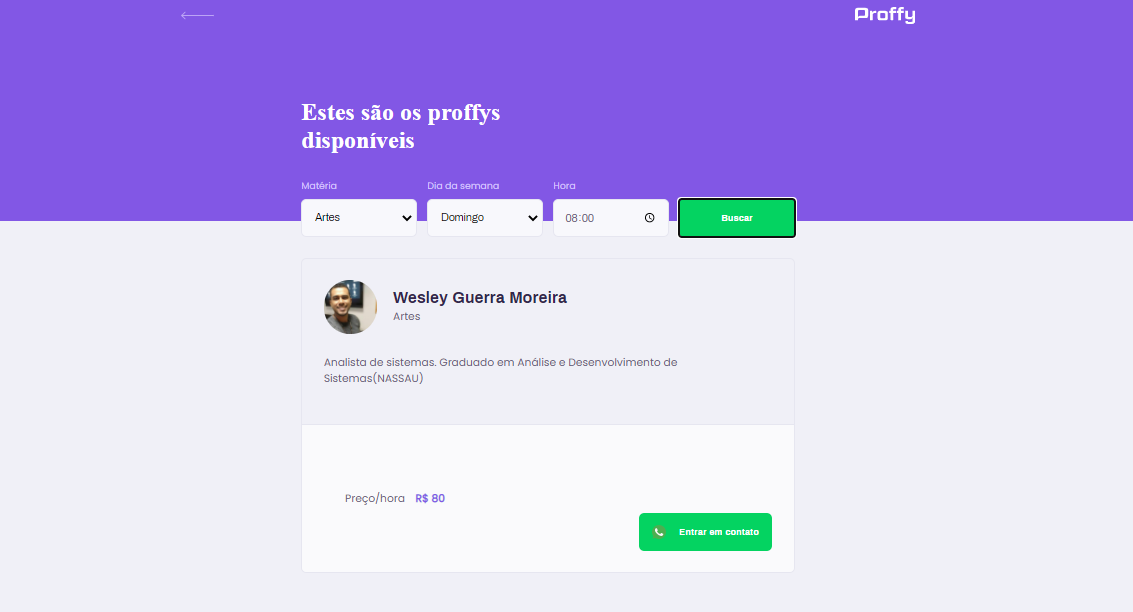 Proffy
Estes são os proffys
disponíveis
Matéria
Dia da semana
Hora
Artes
Domingo
08:00
Buscar
Wesley Guerra Moreira
Artes
Analista de sistemas. Graduado em Análise e Desenvolvimento de
Sistemas(NASSAU)
Preço/hora R$ 80
Entrar em contato